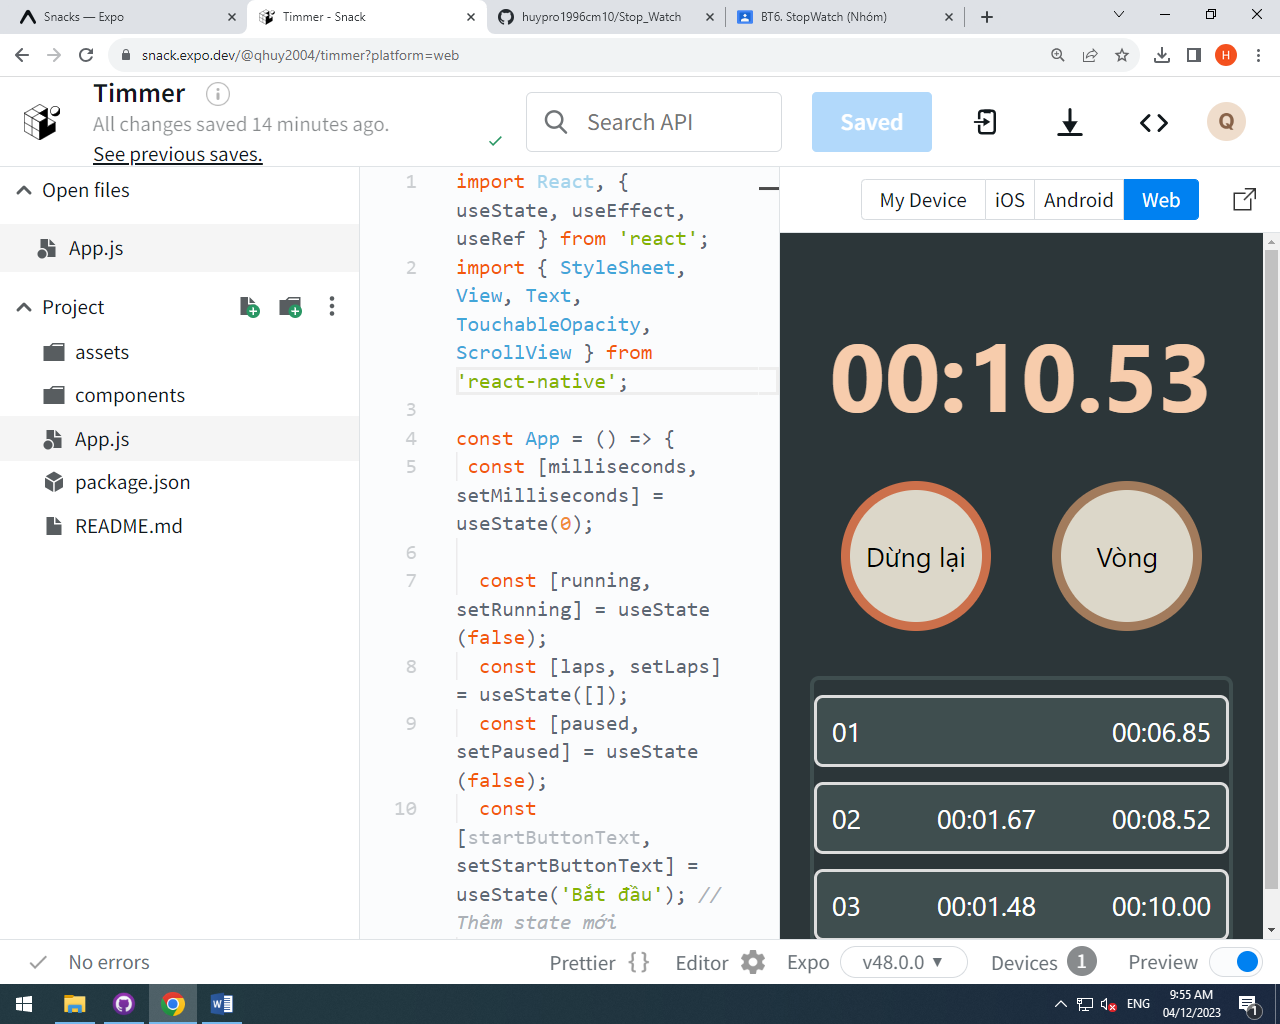 Snacks — Expo
Timmer - Snack
huypro1996cm10/Stop_Watch
BT6. StopWatch (Nhóm)
snack.expo.dev/@qhuy2004/timmer?platform=web
H
Timmer
All changes saved 14 minutes ago.
See previous saves.
Search API
Saved
Q
Open files
App.js
Project
assets
components
App.js
package.json
README.md
1 import React, {
useState, useEffect,
useRef } from 'react';
2 import { StyleSheet,
View, Text,
TouchableOpacity,
ScrollView } from
'react-native';
3
4 const App = () => {
5 const [milliseconds,
setMilliseconds] =
useState(0);
6
7 const [running,
setRunning] = useState
(false);
8 const [laps, setLaps]
= useState([]);
9 const [paused,
setPaused] = useState
(false);
10 const
[startButtonText,
setStartButtonText] =
useState('Bắt đầu'); //
Thêm state mới
My Device
iOS
Android
Web
00:10.53
Dừng lại
Vòng
01 00:06.85
02 00:01.67 00:08.52
03 00:01.48 00:10.00
No errors
Prettier {}
Editor
Expo
v48.0.0
Devices 1
Preview
ENG
9:55 AM
04/12/2023
1